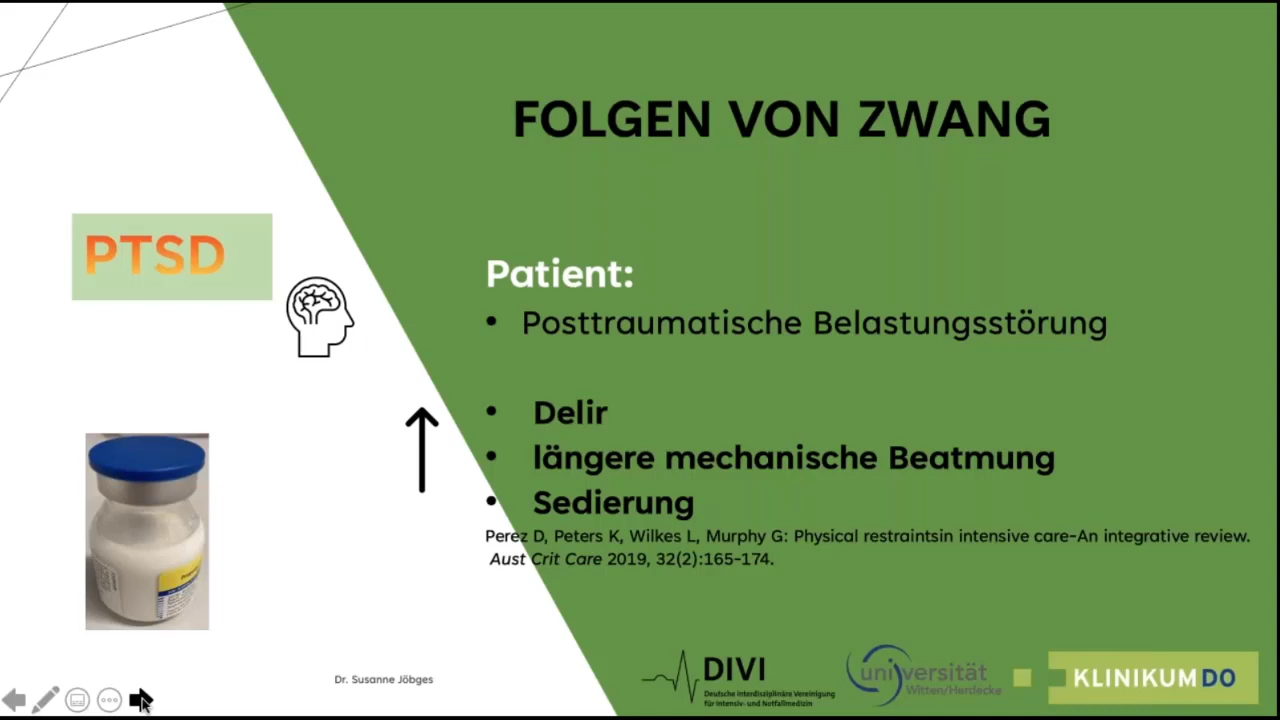 FOLGEN VON ZWANG
PTSD
Patient:
• Posttraumatische Belastungsstörung
• Delir
• längere mechanische Beatmung
• Sedierung
Perez D, Peters K, Wilkes L, Murphy G: Physical restraintsin intensive care–An integrative review.
Aust Crit Care 2019, 32(2):165-174.
Dr. Susanne Jöbges
DIVI
Deutsche Interdisziplinäre Vereinigung
für Intensiv- und Notfallmedizin
universität
Witten/Herdecke
KLINIKUMDO